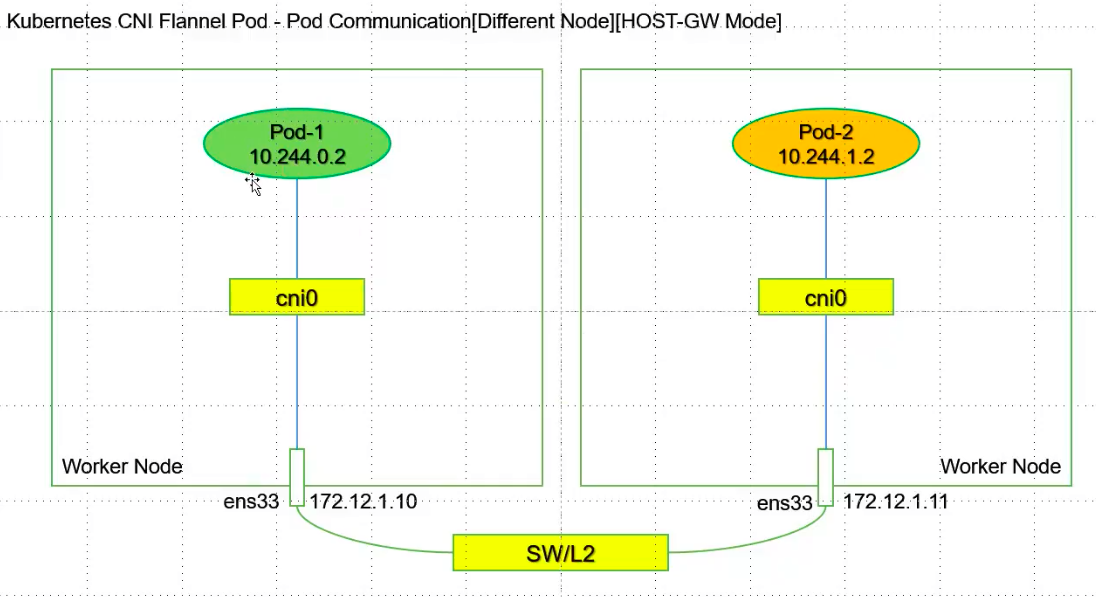 Kubernetes CNI Flannel Pod - Pod Communication[Different Node][HOST-GW Mode]
Pod-1
10.244.0.2
Pod-2
10.244.1.2
cni0
cni0
Worker Node
Worker Node
ens33
172.12.1.10
ens33
172.12.1.11
SW/L2